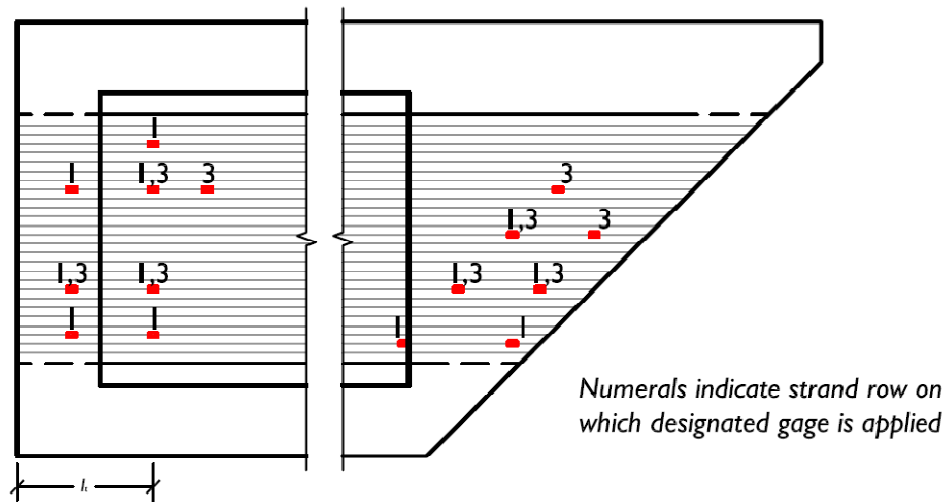 1
1 1,3 3 3
1,3 3
1,3 1,3 1,3 1,3
1 1 1 1
Numerals indicate strand row on
which designated gage is applied
lt